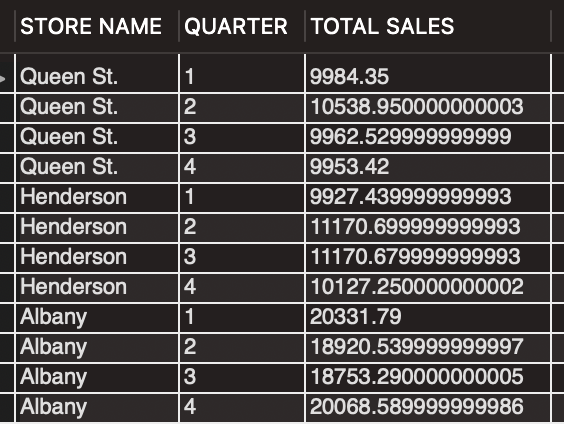 STORE NAME QUARTER TOTAL SALES
Queen St. 1 9984.35
Queen St. 2 10538.950000000003
Queen St. 3 9962.529999999999
Queen St. 4 9953.42
Henderson 1 9927.439999999993
Henderson 2 11170.699999999993
Henderson 3 11170.679999999993
Henderson 4 10127.250000000002
Albany 1 20331.79
Albany 2 18920.539999999997
Albany 3 18753.290000000005
Albany 4 20068.589999999986